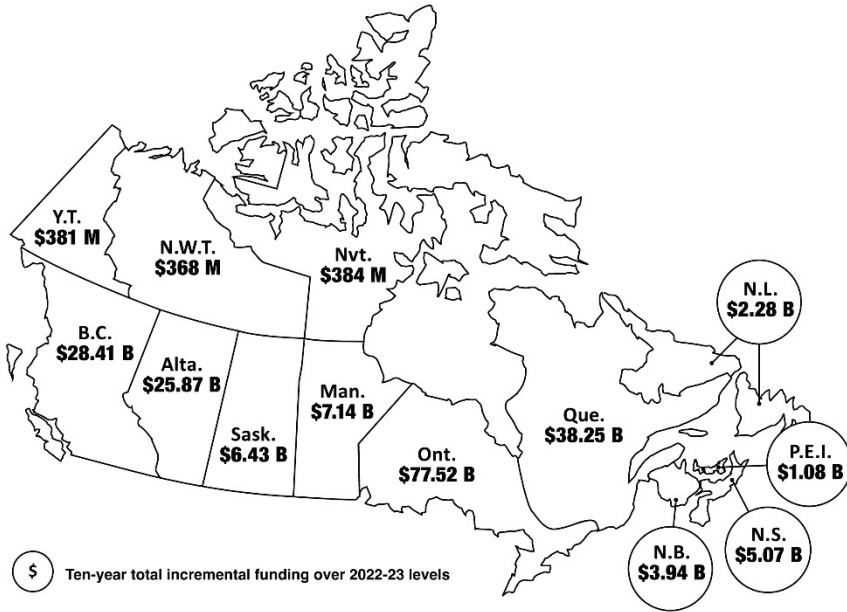 Y.T.
$381 M
N.W.T.
$368 M
Nvt.
$384 M
B.C.
$28.41 B
Alta.
$25.87 B
Sask.
$6.43 B
Man.
$7.14 B
Ont.
$77.52 B
Que.
$38.25 B
N.L.
$2.28 B
P.E.I.
$1.08 B
N.S.
$5.07 B
N.B.
$3.94 B
$ Ten-year total incremental funding over 2022-23 levels